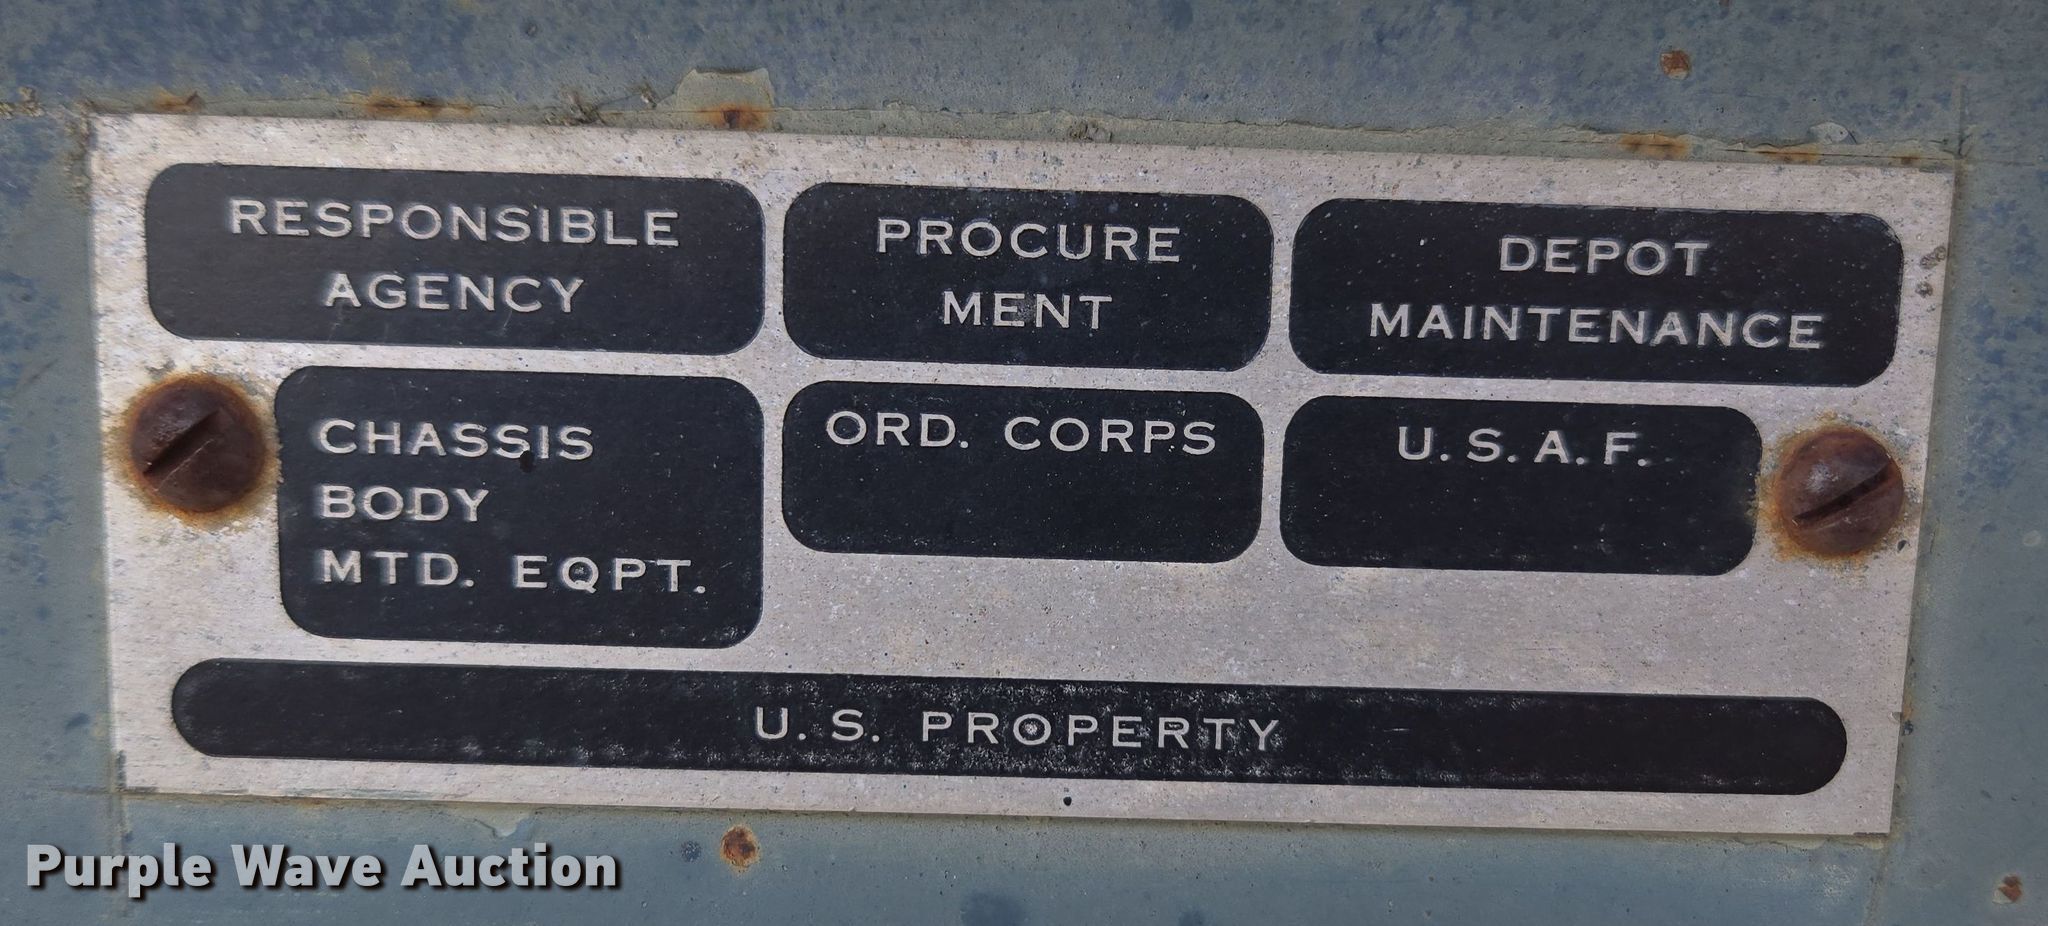 RESPONSIBLE
AGENCY
PROCURE
MENT
DEPOT
MAINTENANCE
CHASSIS
BODY
MTD. EQPT.
ORD. CORPS
U.S.A.F.
U.S. PROPERTY
Purple Wave Auction